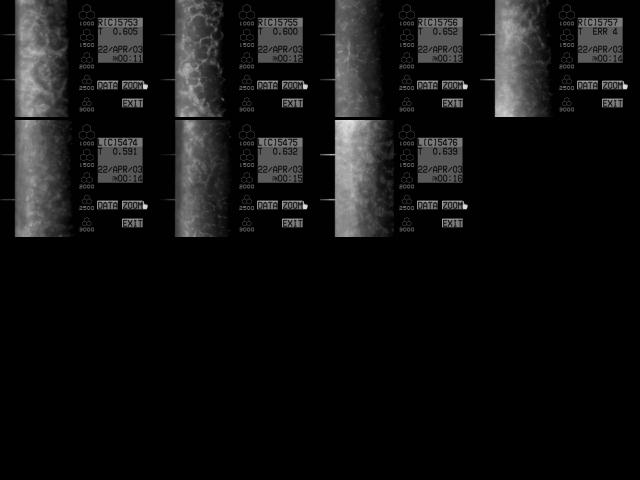 R(C)5753
1000
T 0.605
1500
22/APR/03
00:11
2000
DATA ZOOM
2500
EXIT
3000
R(C)5755
1000
T 0.600
1500
22/APR/03
00:12
2000
DATA ZOOM
2500
EXIT
3000
R(C)5756
1000
T 0.652
1500
22/APR/03
00:13
2000
DATA ZOOM
2500
EXIT
3000
R(C)5757
1000
T ERR 4
1500
22/APR/03
00:14
2000
DATA ZOOM
2500
EXIT
3000
L(C)5474
1000
T 0.591
1500
22/APR/03
00:14
2000
DATA ZOOM
2500
EXIT
3000
L(C)5475
1000
T 0.632
1500
22/APR/03
00:15
2000
DATA ZOOM
2500
EXIT
3000
L(C)5476
1000
T 0.639
1500
22/APR/03
00:16
2000
DATA ZOOM
2500
EXIT
3000